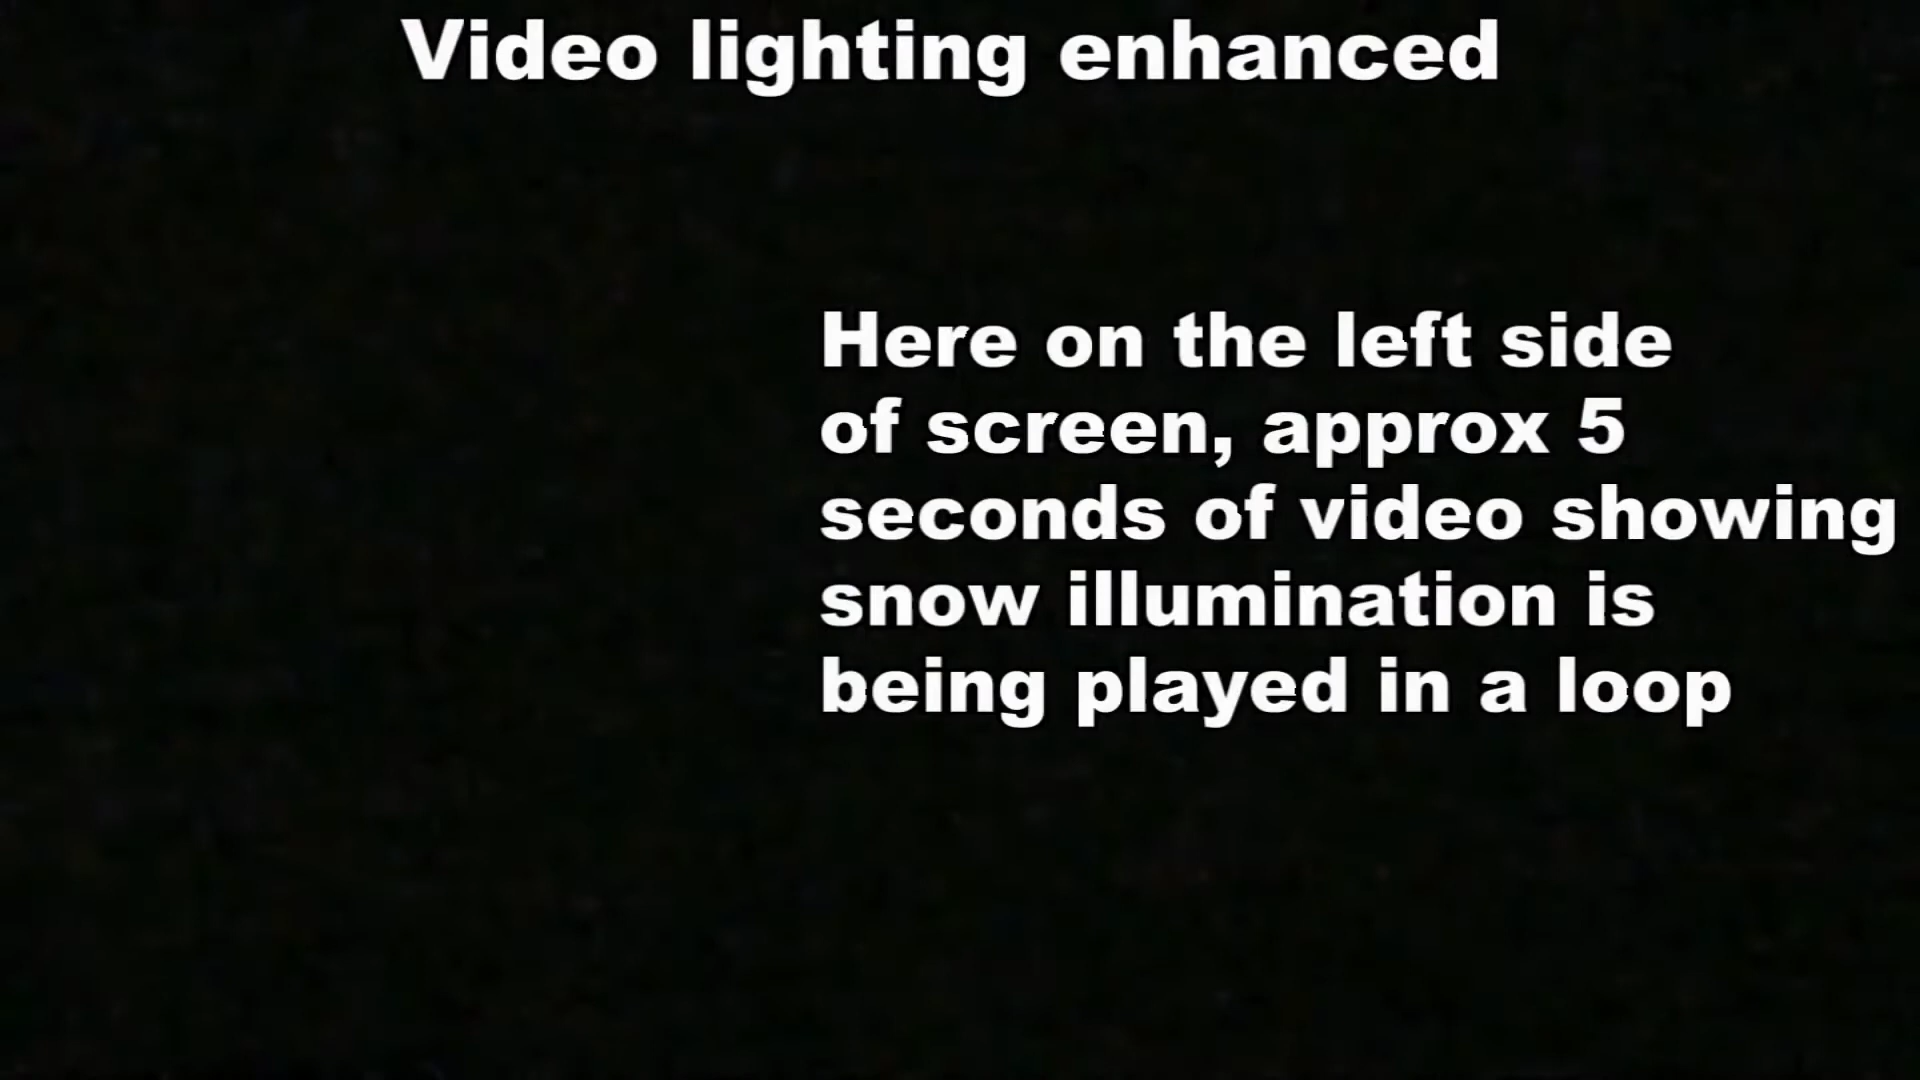 Video lighting enhanced
Here on the left side
of screen, approx 5
seconds of video showing
snow illumination is
being played in a loop